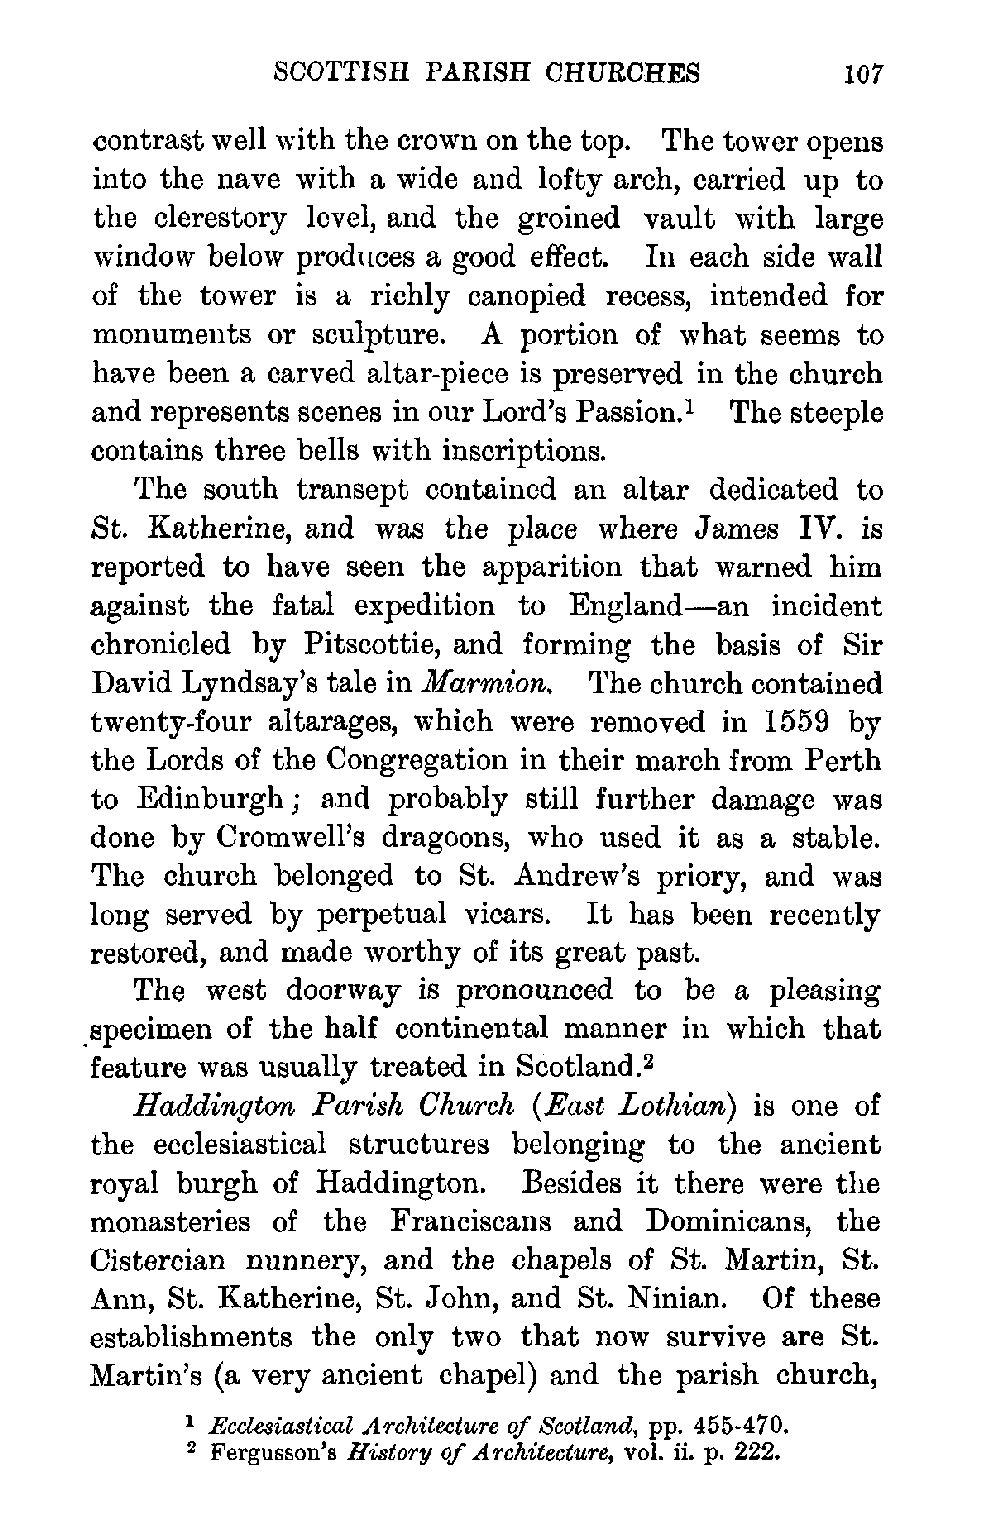 SCOTTISH PARISH CHURCHES 107
contrast well with the crown on the top. The tower opens
into the nave with a wide and lofty arch, carried up to
the clerestory level, and the groined vault with large
window below produces a good effect. In each side wall
of the tower is a richly canopied recess, intended for
monuments or sculpture. A portion of what seems to
have been a carved altar-piece is preserved in the church
and represents scenes in our Lord's Passion.¹ The steeple
contains three bells with inscriptions.
The south transept contained an altar dedicated to
St. Katherine, and was the place where James IV. is
reported to have seen the apparition that warned him
against the fatal expedition to England—an incident
chronicled by Pitscottie, and forming the basis of Sir
David Lyndsay's tale in Marmion. The church contained
twenty-four altarages, which were removed in 1559 by
the Lords of the Congregation in their march from Perth
to Edinburgh; and probably still further damage was
done by Cromwell's dragoons, who used it as a stable.
The church belonged to St. Andrew's priory, and was
long served by perpetual vicars. It has been recently
restored, and made worthy of its great past.
The west doorway is pronounced to be a pleasing
specimen of the half continental manner in which that
feature was usually treated in Scotland.²
Haddington Parish Church (East Lothian) is one of
the ecclesiastical structures belonging to the ancient
royal burgh of Haddington. Besides it there were the
monasteries of the Franciscans and Dominicans, the
Cistercian nunnery, and the chapels of St. Martin, St.
Ann, St. Katherine, St. John, and St. Ninian. Of these
establishments the only two that now survive are St.
Martin's (a very ancient chapel) and the parish church,
¹ Ecclesiastical Architecture of Scotland, pp. 455-470.
² Fergusson's History of Architecture, vol. ii. p. 222.